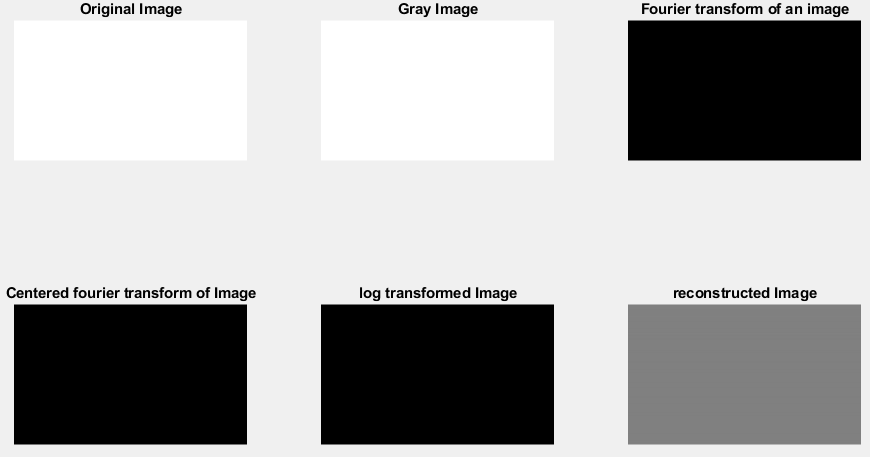 Original Image
Gray Image
Fourier transform of an image
Centered fourier transform of Image
log transformed Image
reconstructed Image